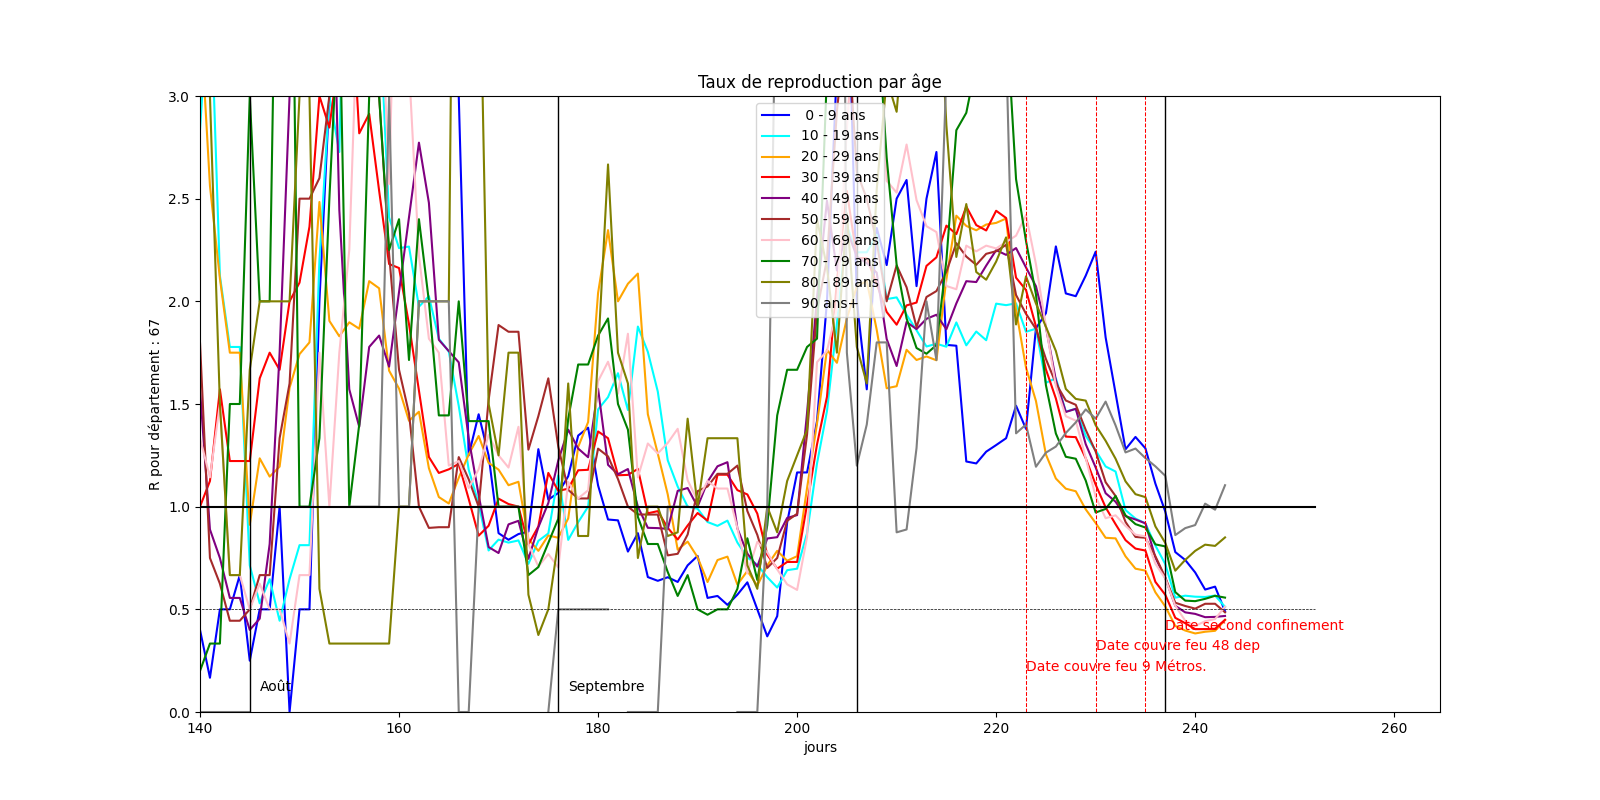 Taux de reproduction par âge
R pour département : 67
3.0
2.5
2.0
1.5
1.0
0.5
0.0
0 - 9 ans
10 - 19 ans
20 - 29 ans
30 - 39 ans
40 - 49 ans
50 - 59 ans
60 - 69 ans
70 - 79 ans
80 - 89 ans
90 ans+
Date second confinement
Date couvre feu 48 dep
Date couvre feu 9 Métros.
Août
Septembre
140
160
180
200
220
240
260
jours